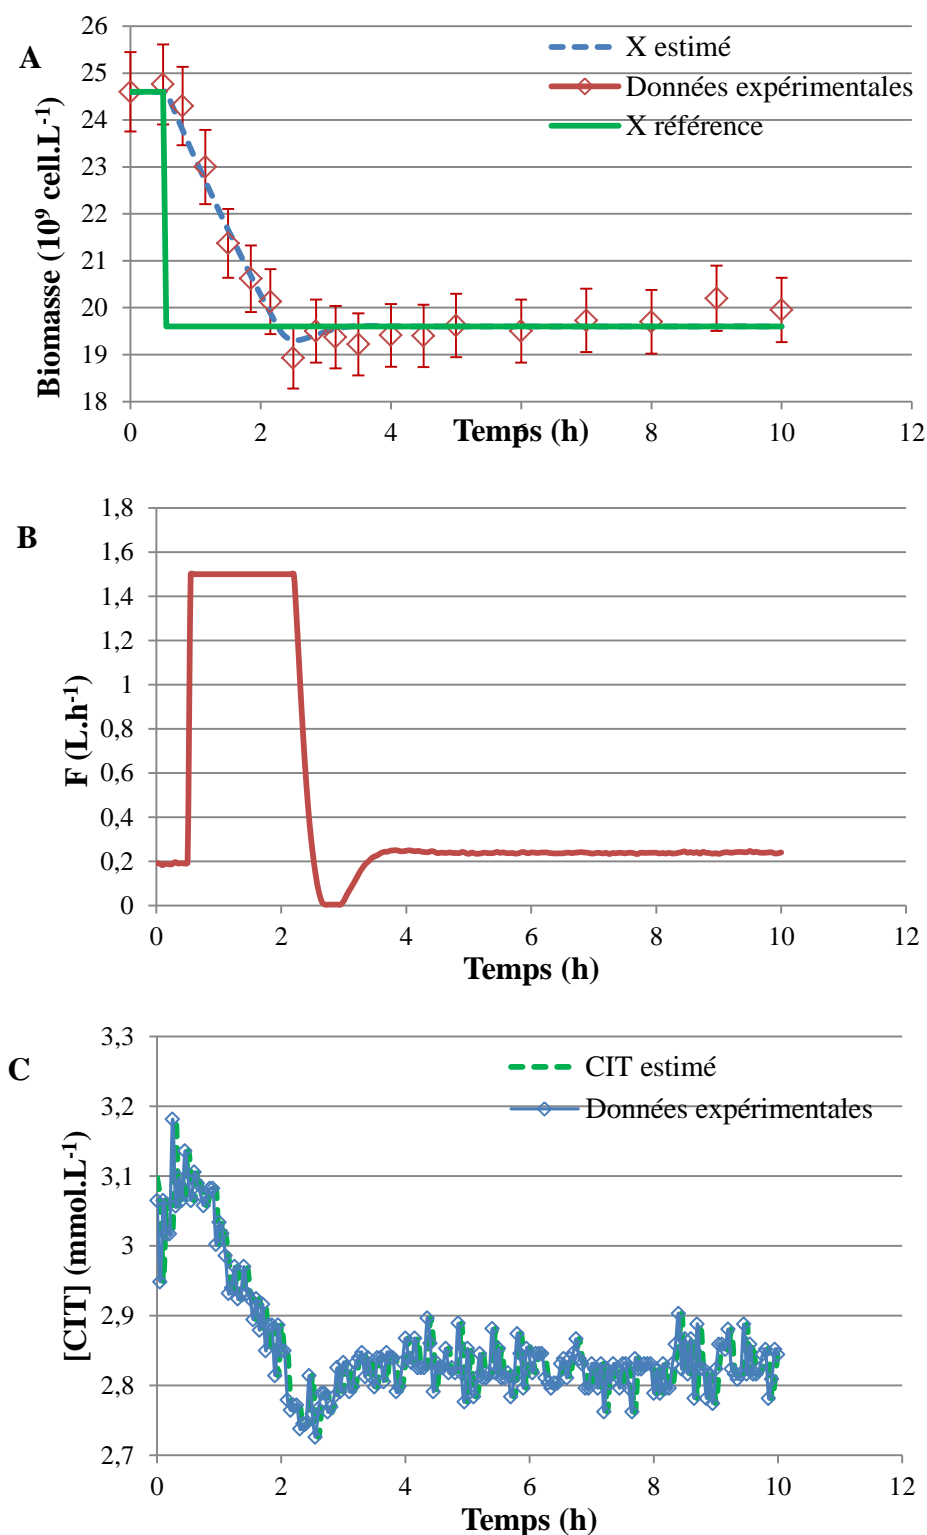 A
26
25
24
23
22
21
20
19
18
Biomasse (10⁹ cell.L⁻¹)
X estimé
Données expérimentales
X référence
0 2 4 6 8 10 12
Temps (h)
B
1,8
1,6
1,4
1,2
1
0,8
0,6
0,4
0,2
0
F (L.h⁻¹)
0 2 4 6 8 10 12
Temps (h)
C
3,3
3,2
3,1
3
2,9
2,8
2,7
[CIT] (mmol.L⁻¹)
CIT estimé
Données expérimentales
0 2 4 6 8 10 12
Temps (h)